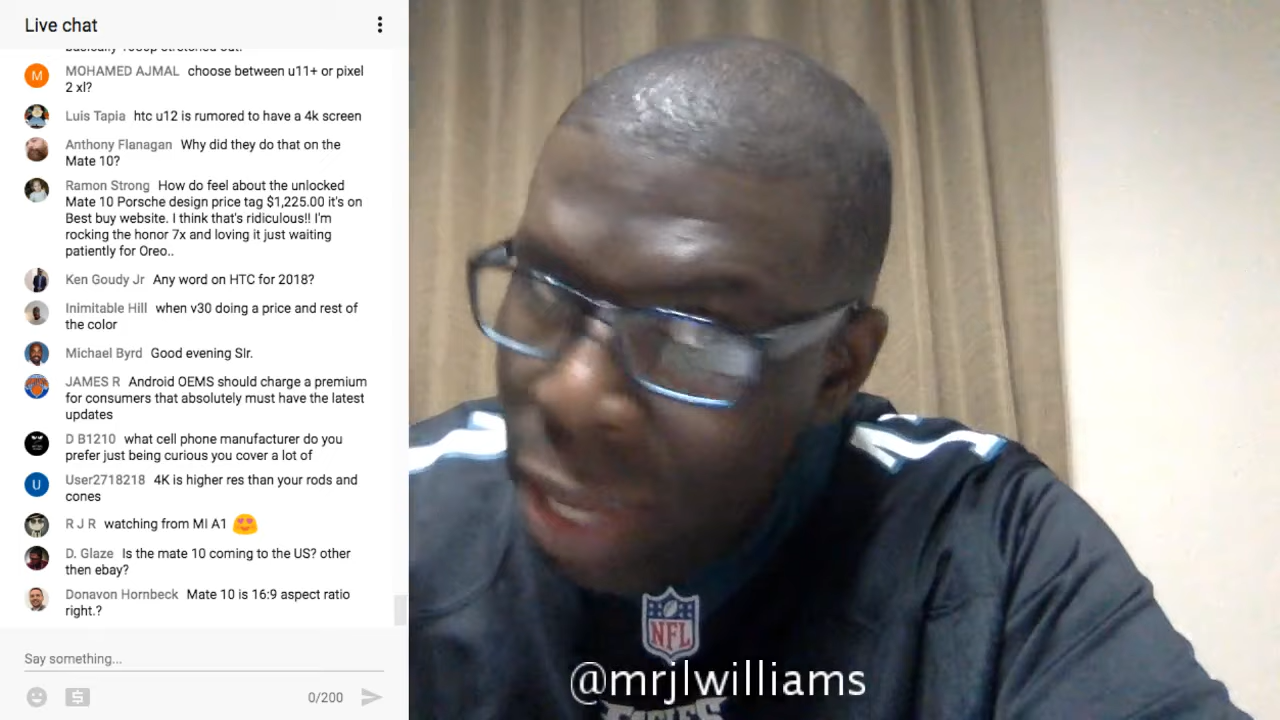 Live chat
basically 1080p stretched out.
M MOHAMED AJMAL choose between u11+ or pixel
2 xl?
Luis Tapia htc u12 is rumored to have a 4k screen
Anthony Flanagan Why did they do that on the
Mate 10?
Ramon Strong How do feel about the unlocked
Mate 10 Porsche design price tag $1,225.00 it's on
Best buy website. I think that's ridiculous!! I'm
rocking the honor 7x and loving it just waiting
patiently for Oreo..
Ken Goudy Jr Any word on HTC for 2018?
Inimitable Hill when v30 doing a price and rest of
the color
Michael Byrd Good evening SIr.
JAMES R Android OEMS should charge a premium
for consumers that absolutely must have the latest
updates
D B1210 what cell phone manufacturer do you
prefer just being curious you cover a lot of
U User2718218 4K is higher res than your rods and
cones
R J R watching from MI A1 😍
D. Glaze Is the mate 10 coming to the US? other
then ebay?
Donavon Hornbeck Mate 10 is 16:9 aspect ratio
right.?
Say something...
0/200
NFL
@mrjlwilliams
EAGLES